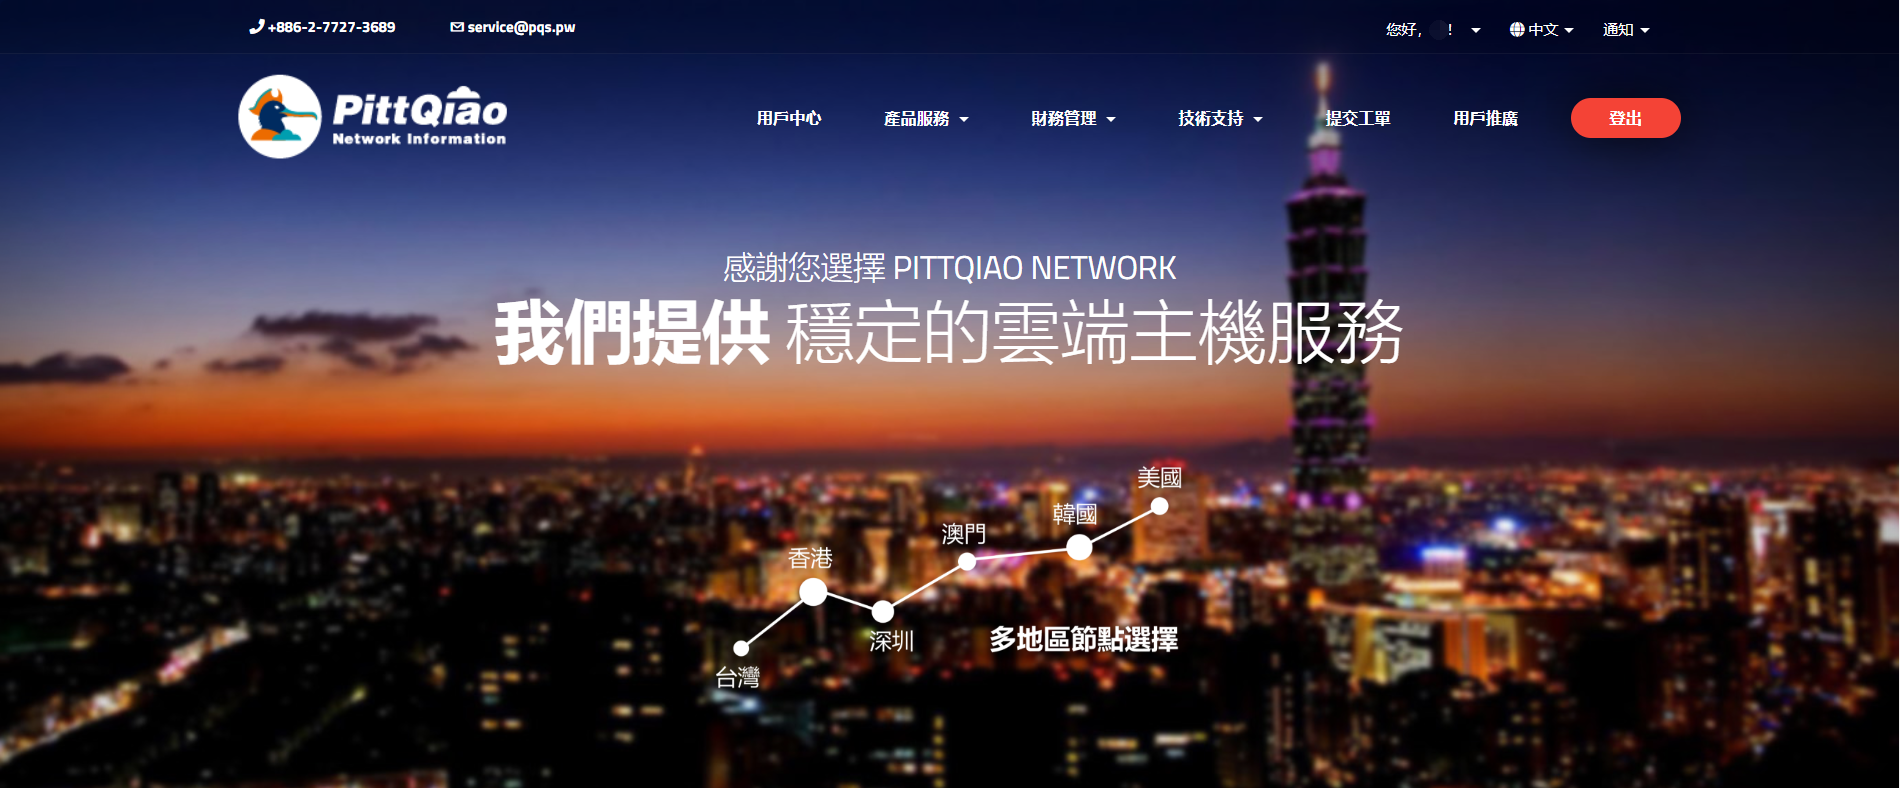 +886-2-7727-3689
service@pqs.pw
您好, !
中文
通知
PittQiao
Network Information
用戶中心
產品服務
財務管理
技術支持
提交工單
用戶推廣
登出
感謝您選擇 PITTQIAO NETWORK
我們提供 穩定的雲端主機服務
美國
韓國
澳門
香港
深圳
多地區節點選擇
台灣